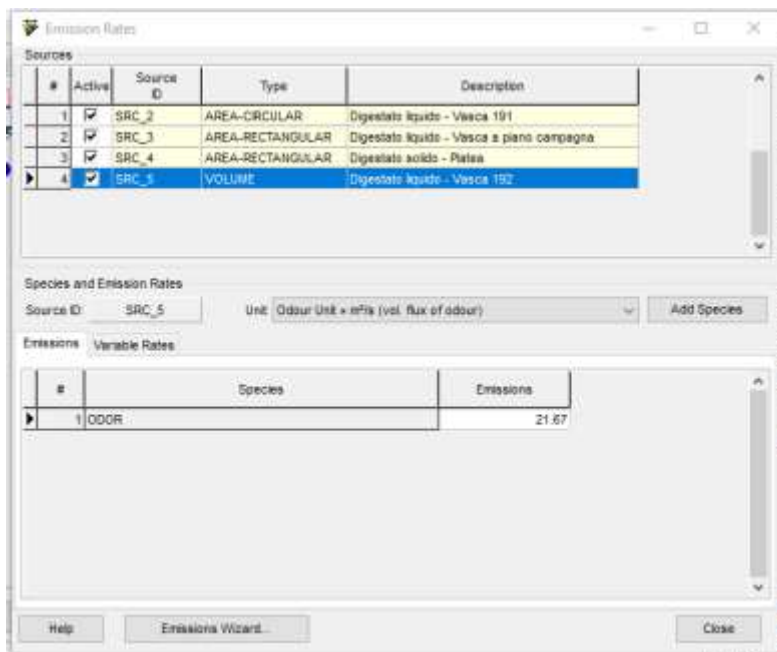 Emission Rates
Sources
# Active Source ID Type Description
1 SRC_2 AREA-CIRCULAR Digestato liquido - Vasca 191
2 SRC_3 AREA-RECTANGULAR Digestato liquido - Vasca a piano campagna
3 SRC_4 AREA-RECTANGULAR Digestato solido - Platea
4 SRC_5 VOLUME Digestato liquido - Vasca 192
Species and Emission Rates
Source ID: SRC_5 Unit: Odour Unit * m³/s (vol. flux of odour) Add Species
Emissions Variable Rates
# Species Emissions
1 ODOR 21.67
Help Emissions Wizard... Close